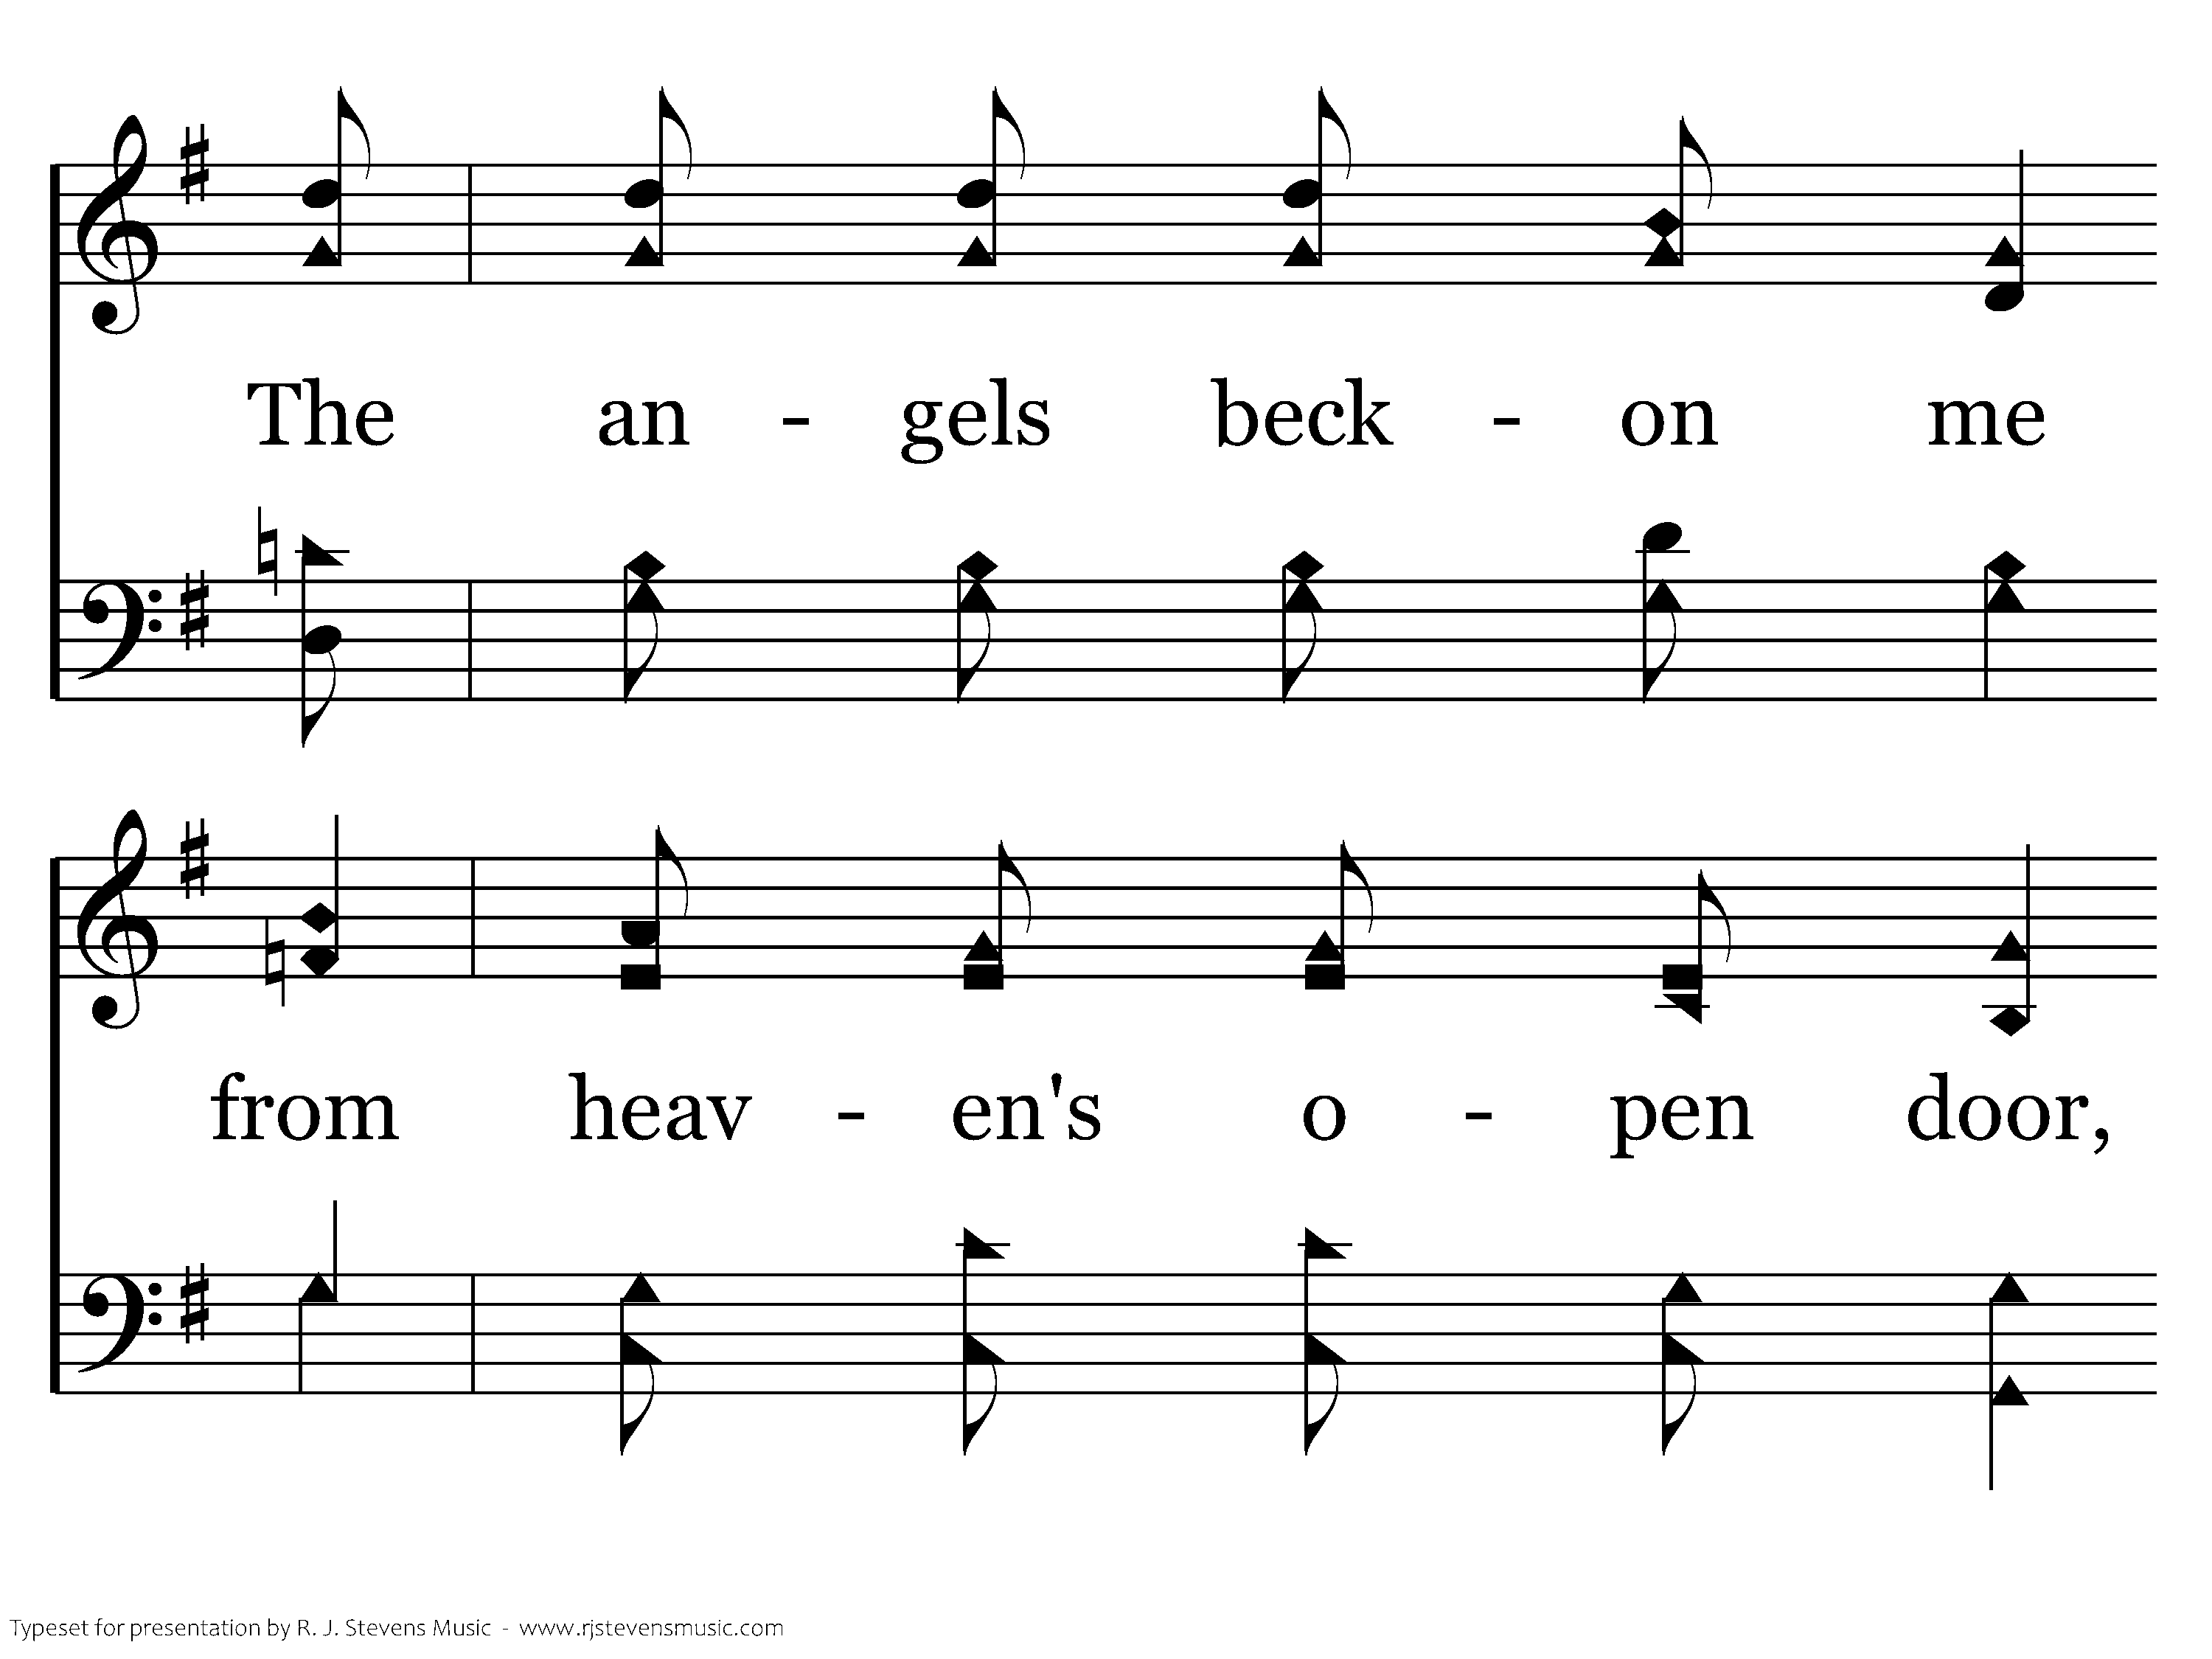 The an - gels beck - on me
from heav - en's o - pen door,
Typeset for presentation by R. J. Stevens Music - www.rjstevensmusic.com